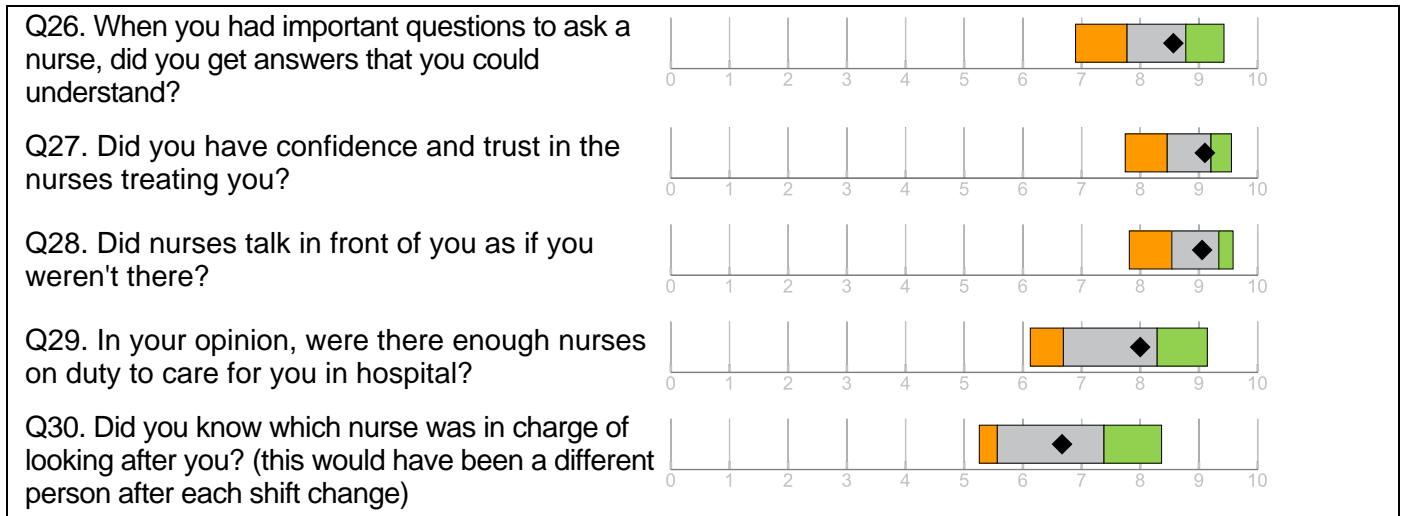 Q26. When you had important questions to ask a
nurse, did you get answers that you could
understand?
0 1 2 3 4 5 6 7 8 9 10
Q27. Did you have confidence and trust in the
nurses treating you?
0 1 2 3 4 5 6 7 8 9 10
Q28. Did nurses talk in front of you as if you
weren't there?
0 1 2 3 4 5 6 7 8 9 10
Q29. In your opinion, were there enough nurses
on duty to care for you in hospital?
0 1 2 3 4 5 6 7 8 9 10
Q30. Did you know which nurse was in charge of
looking after you? (this would have been a different
person after each shift change)
0 1 2 3 4 5 6 7 8 9 10